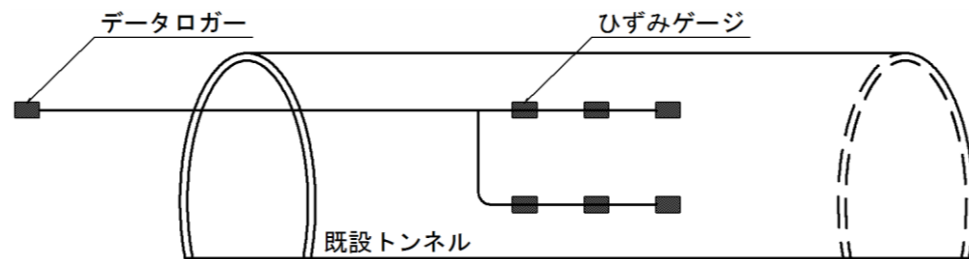 データロガー
ひずみゲージ
既設トンネル